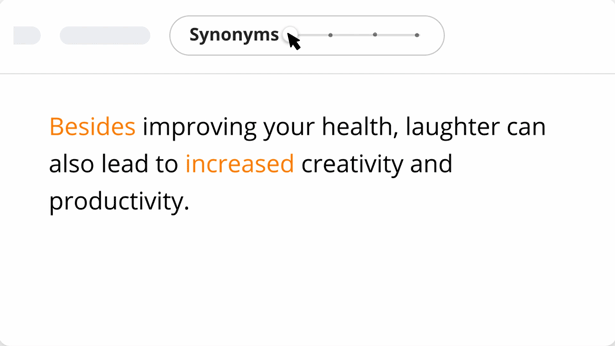 Synonyms
Besides improving your health, laughter can
also lead to increased creativity and
productivity.